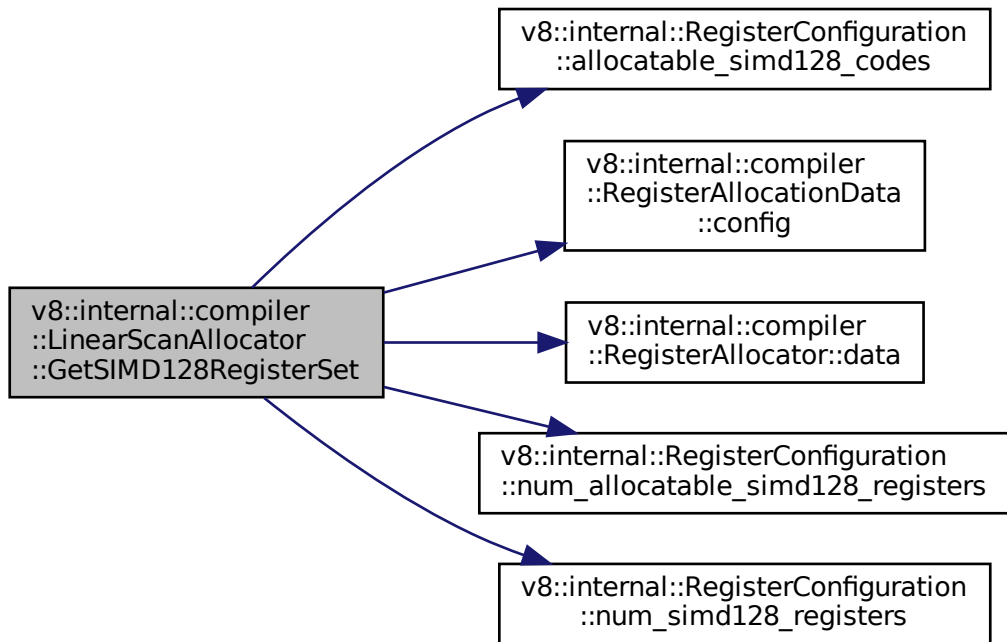 v8::internal::RegisterConfiguration
::allocatable_simd128_codes
v8::internal::compiler
::RegisterAllocationData
::config
v8::internal::compiler
::LinearScanAllocator
::GetSIMD128RegisterSet
v8::internal::compiler
::RegisterAllocator::data
v8::internal::RegisterConfiguration
::num_allocatable_simd128_registers
v8::internal::RegisterConfiguration
::num_simd128_registers